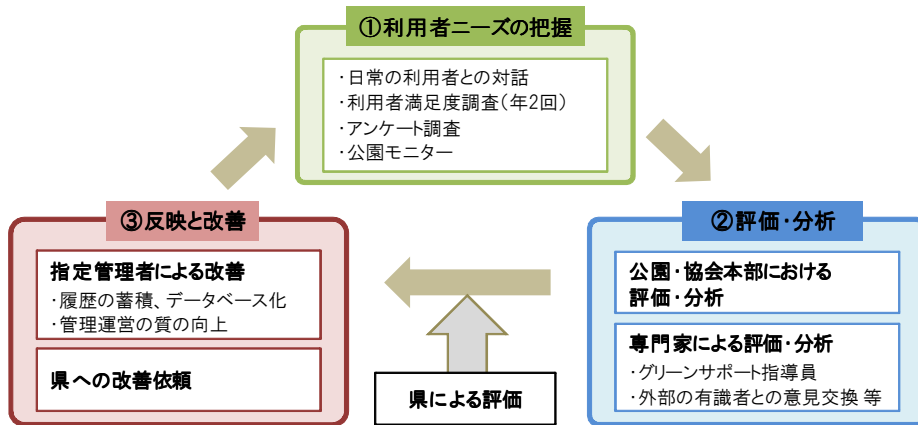 ①利用者ニーズの把握
・日常の利用者との対話
・利用者満足度調査(年2回)
・アンケート調査
・公園モニター
②評価・分析
公園・協会本部における
評価・分析
専門家による評価・分析
・グリーンサポート指導員
・外部の有識者との意見交換 等
③反映と改善
指定管理者による改善
・履歴の蓄積、データベース化
・管理運営の質の向上
県への改善依頼
県による評価